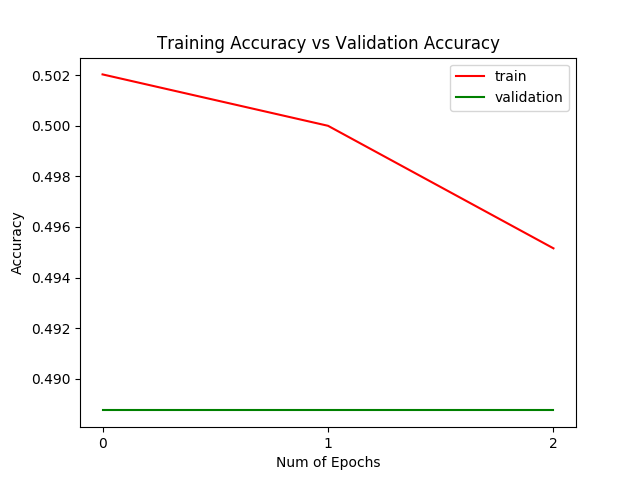 Training Accuracy vs Validation Accuracy
train
validation
0.502
0.500
0.498
0.496
0.494
0.492
0.490
Accuracy
0 1 2
Num of Epochs